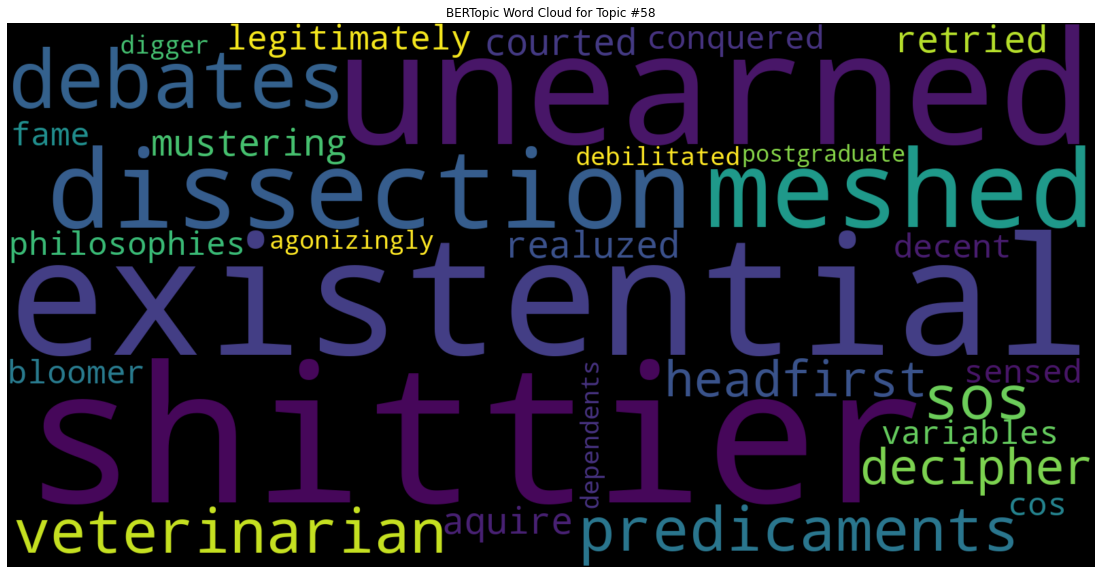 BERTopic Word Cloud for Topic #58
digger legitimately courted conquered retried
debates unearned
fame mustering debilitated postgraduate
dissection meshed
philosophies agonizingly realuzed decent
existential
bloomer headfirst sensed
shittier dependents sos
variables
decipher
veterinarian aquire predicaments cos